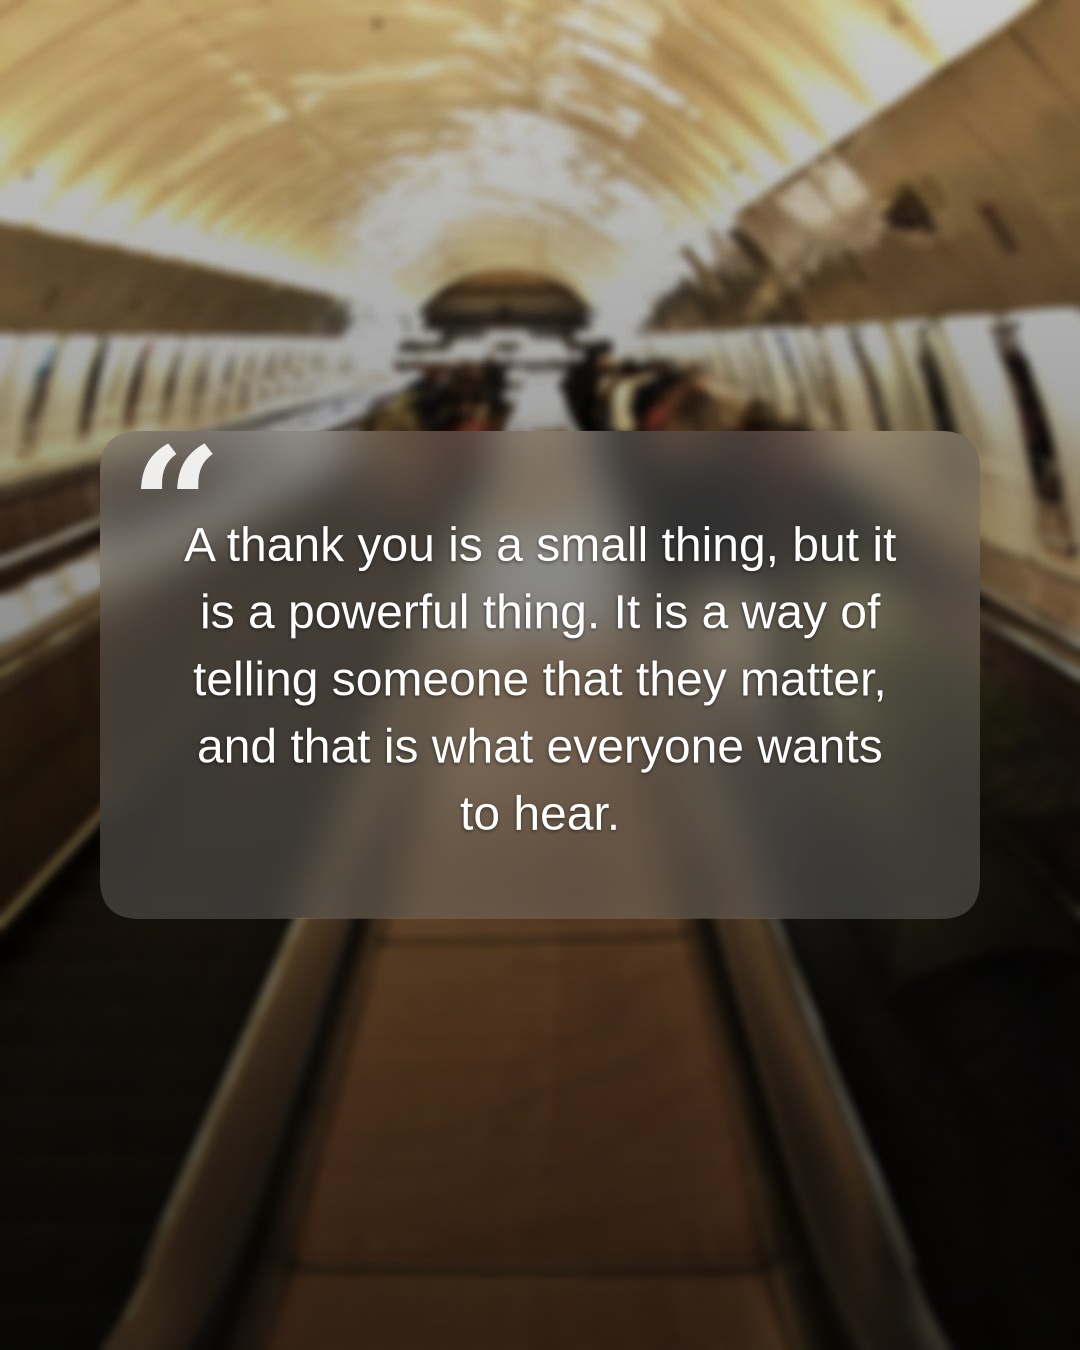 “
A thank you is a small thing, but it
is a powerful thing. It is a way of
telling someone that they matter,
and that is what everyone wants
to hear.